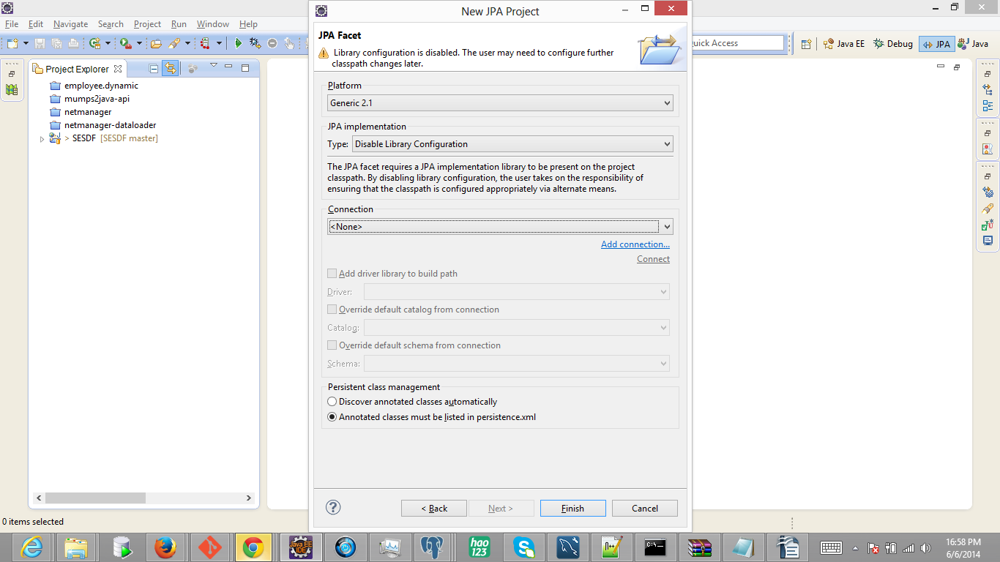 New JPA Project
File Edit Navigate Search Project Run Window Help
Quick Access
Java EE
Debug
JPA
Java
Project Explorer
employee.dynamic
mumps2java-api
netmanager
netmanager-dataloader
> SESDF [SESDF master]
JPA Facet
Library configuration is disabled. The user may need to configure further
classpath changes later.
Platform
Generic 2.1
JPA implementation
Type: Disable Library Configuration
The JPA facet requires a JPA implementation library to be present on the project
classpath. By disabling library configuration, the user takes on the responsibility of
ensuring that the classpath is configured appropriately via alternate means.
Connection
<None>
Add connection...
Connect
Add driver library to build path
Driver:
Override default catalog from connection
Catalog:
Override default schema from connection
Schema:
Persistent class management
Discover annotated classes automatically
Annotated classes must be listed in persistence.xml
?
< Back
Next >
Finish
Cancel
0 items selected
Java EE
IDE
hao
123
C:\_
16:58 PM
6/6/2014